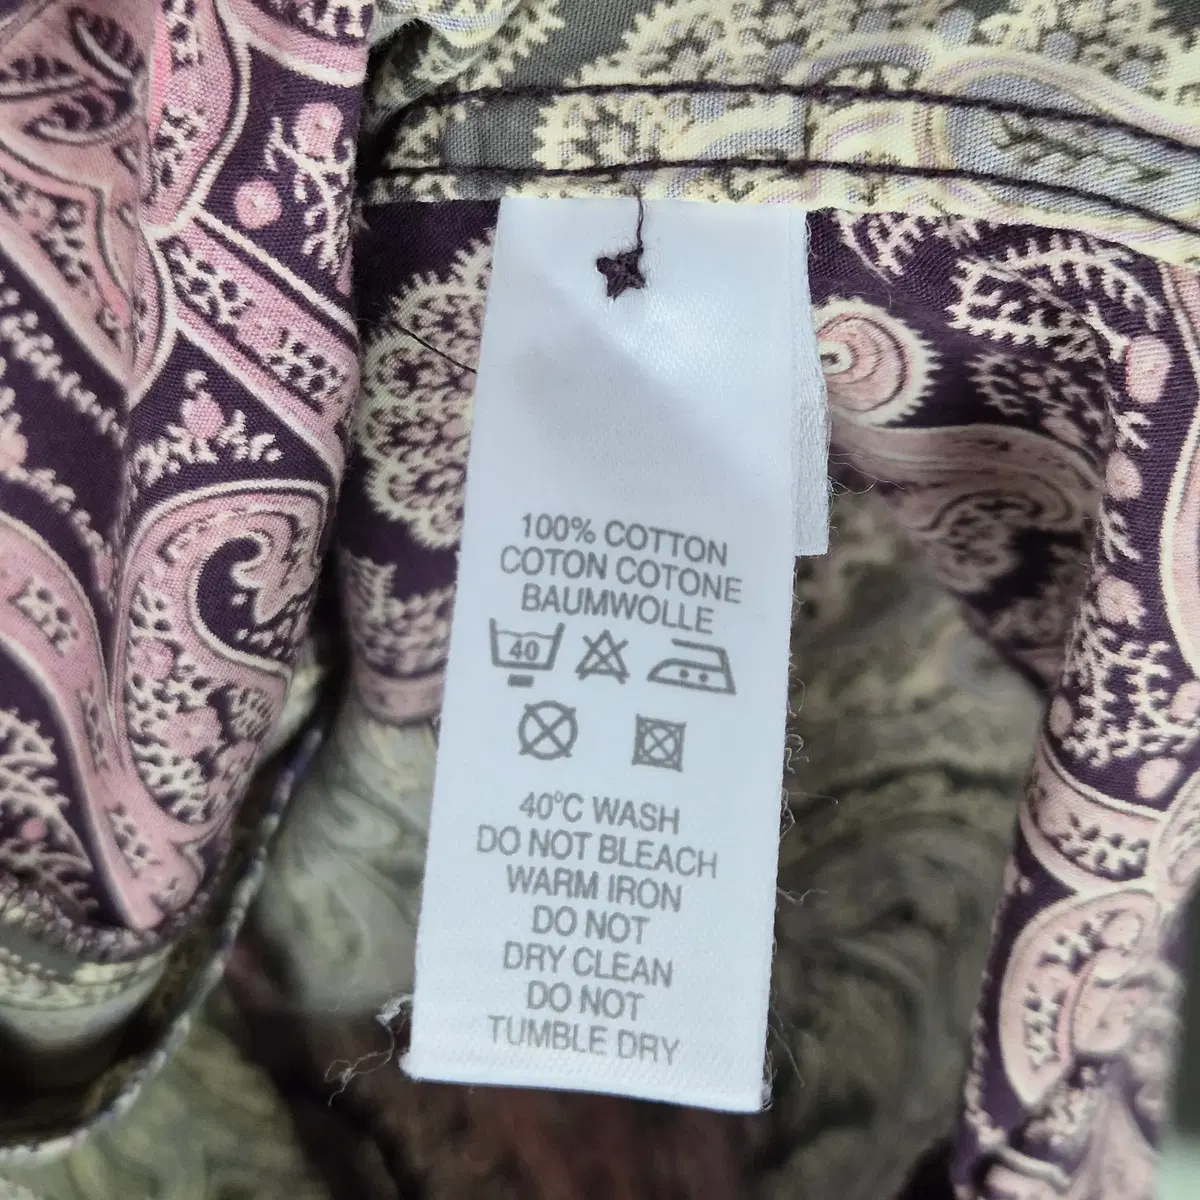 100% COTTON
COTON COTONE
BAUMWOLLE
40
40°C WASH
DO NOT BLEACH
WARM IRON
DO NOT
DRY CLEAN
DO NOT
TUMBLE DRY